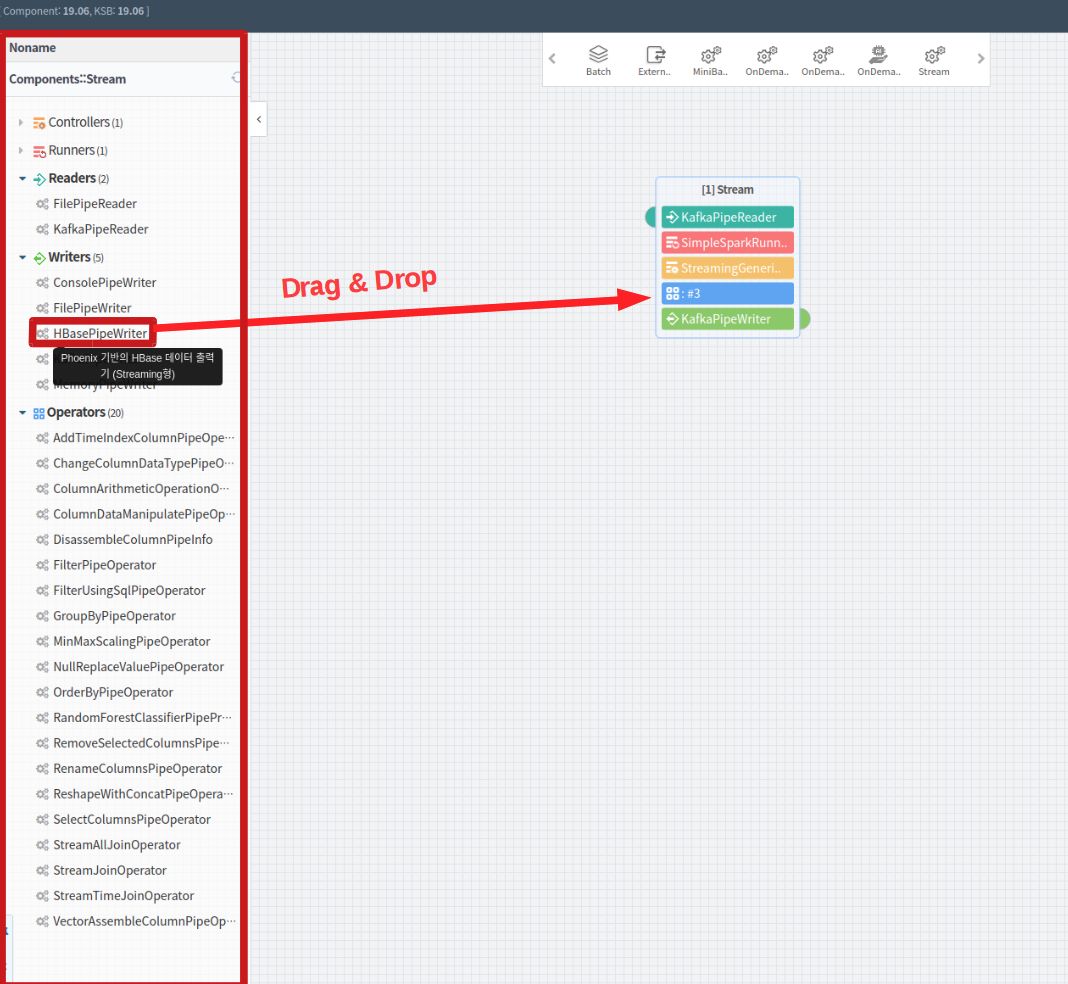 [ Component: 19.06, KSB: 19.06 ]
Noname
Components::Stream
Controllers (1)
Runners (1)
Readers (2)
FilePipeReader
KafkaPipeReader
Writers (5)
ConsolePipeWriter
FilePipeWriter
HBasePipeWriter
Phoenix 기반의 HBase 데이터 출력
기 (Streaming형)
MemoryPipeWriter
Operators (20)
AddTimeIndexColumnPipeOpe···
ChangeColumnDataTypePipeO···
ColumnArithmeticOperationO···
ColumnDataManipulatePipeOp···
DisassembleColumnPipeInfo
FilterPipeOperator
FilterUsingSqlPipeOperator
GroupByPipeOperator
MinMaxScalingPipeOperator
NullReplaceValuePipeOperator
OrderByPipeOperator
RandomForestClassifierPipePr···
RemoveSelectedColumnsPipe···
RenameColumnsPipeOperator
ReshapeWithConcatPipeOpera···
SelectColumnsPipeOperator
StreamAllJoinOperator
StreamJoinOperator
StreamTimeJoinOperator
VectorAssembleColumnPipeOp···
Batch
Extern..
MiniBa..
OnDema..
OnDema..
OnDema..
Stream
Drag & Drop
[1] Stream
KafkaPipeReader
SimpleSparkRunn..
StreamingGeneri..
: #3
KafkaPipeWriter